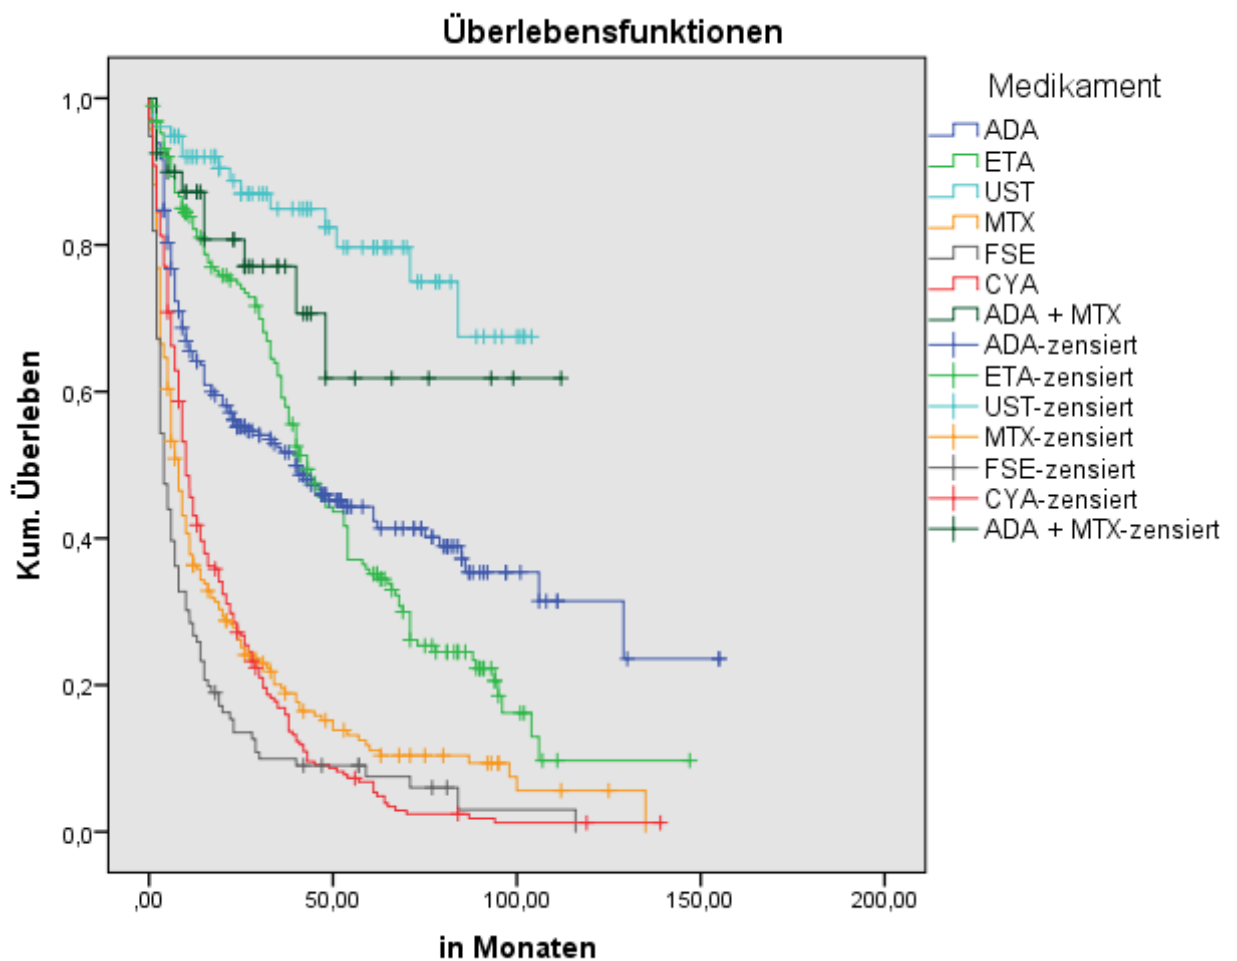 Überlebensfunktionen
Kum. Überleben
1,0
0,8
0,6
0,4
0,2
0,0
,00
50,00
100,00
150,00
200,00
in Monaten
Medikament
ADA
ETA
UST
MTX
FSE
CYA
ADA + MTX
ADA-zensiert
ETA-zensiert
UST-zensiert
MTX-zensiert
FSE-zensiert
CYA-zensiert
ADA + MTX-zensiert